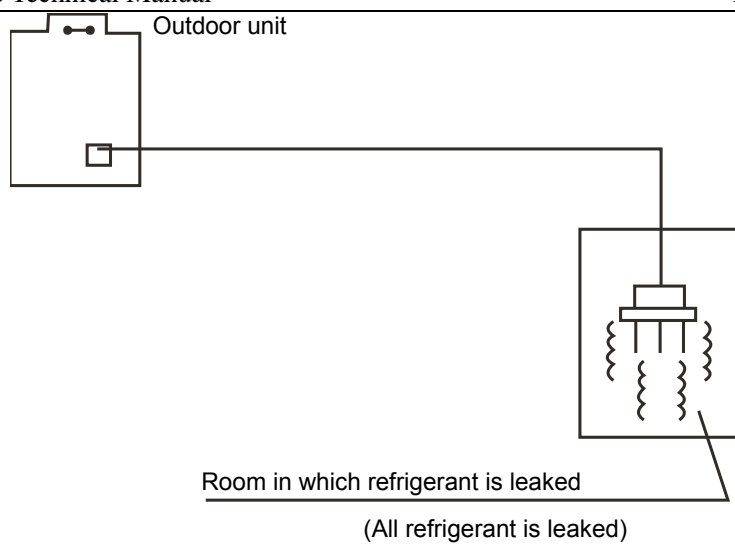 Technical Manual
Outdoor unit
Room in which refrigerant is leaked
(All refrigerant is leaked)